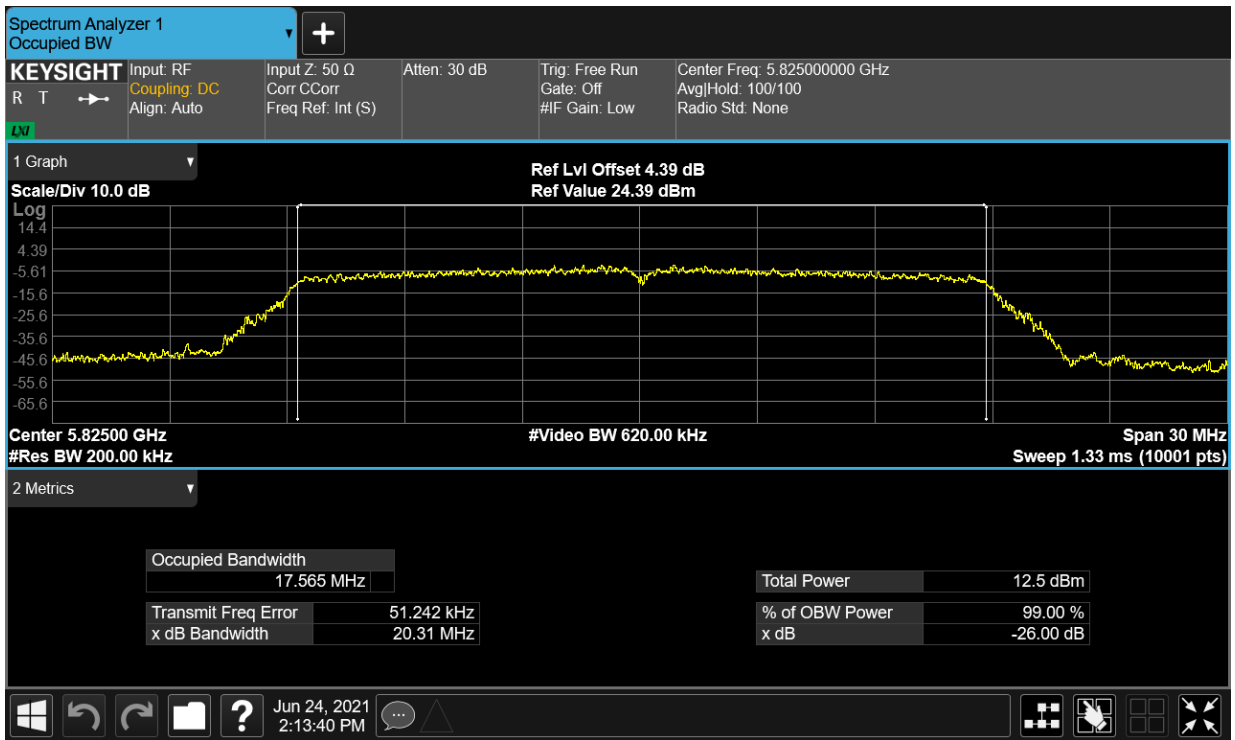 Spectrum Analyzer 1
Occupied BW
KEYSIGHT
R T
LXI
Input: RF
Coupling: DC
Align: Auto
Input Z: 50 Ω
Corr CCorr
Freq Ref: Int (S)
Atten: 30 dB
Trig: Free Run
Gate: Off
#IF Gain: Low
Center Freq: 5.825000000 GHz
Avg|Hold: 100/100
Radio Std: None
1 Graph
Ref Lvl Offset 4.39 dB
Scale/Div 10.0 dB
Ref Value 24.39 dBm
Log
14.4
4.39
-5.61
-15.6
-25.6
-35.6
-45.6
-55.6
-65.6
Center 5.82500 GHz
#Video BW 620.00 kHz
Span 30 MHz
#Res BW 200.00 kHz
Sweep 1.33 ms (10001 pts)
2 Metrics
Occupied Bandwidth
17.565 MHz
Total Power 12.5 dBm
Transmit Freq Error 51.242 kHz
% of OBW Power 99.00 %
x dB Bandwidth 20.31 MHz
x dB -26.00 dB
?
Jun 24, 2021
2:13:40 PM